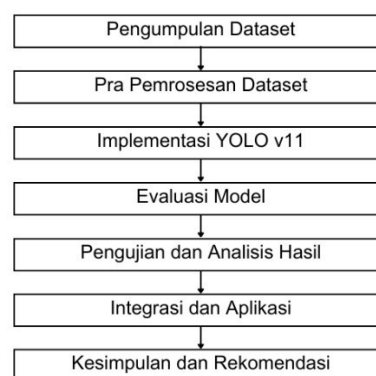 Pengumpulan Dataset
Pra Pemrosesan Dataset
Implementasi YOLO v11
Evaluasi Model
Pengujian dan Analisis Hasil
Integrasi dan Aplikasi
Kesimpulan dan Rekomendasi